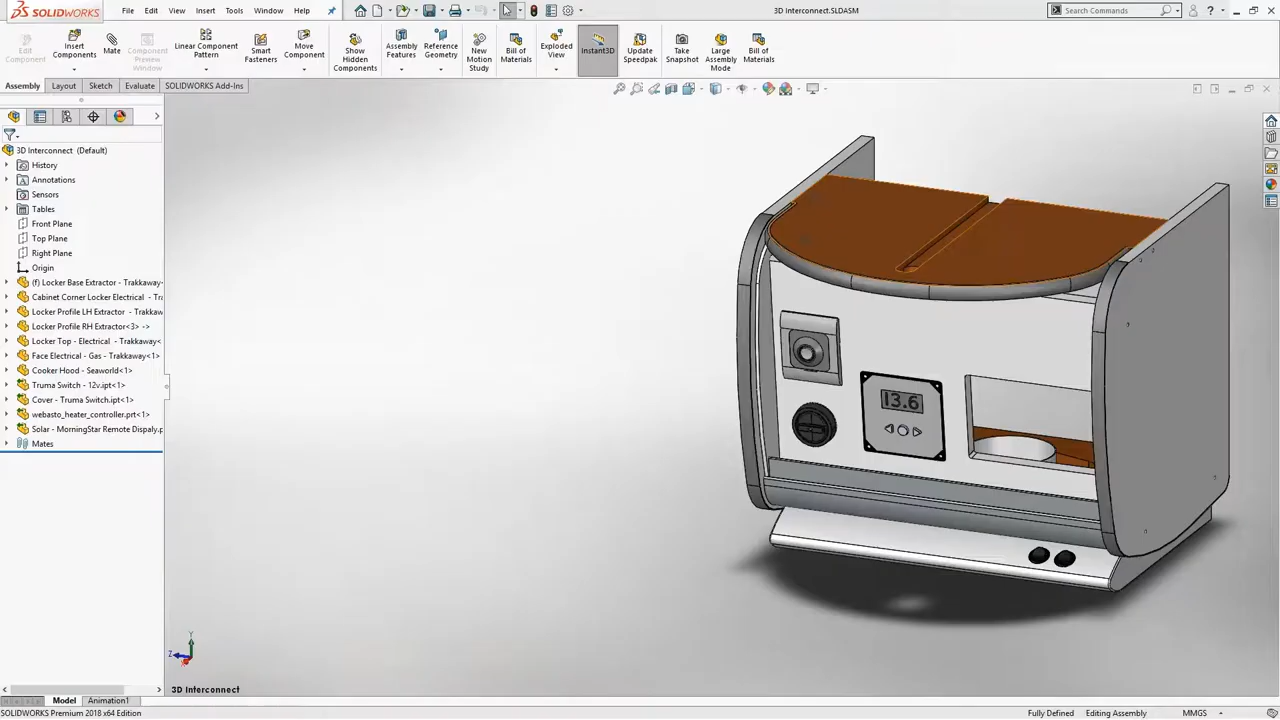 SOLIDWORKS File Edit View Insert Tools Window Help 3D Interconnect.SLDASM Search Commands ?
Edit Component
Insert Components
Mate
Component Preview Window
Linear Component Pattern
Smart Fasteners
Move Component
Show Hidden Components
Assembly Features
Reference Geometry
New Motion Study
Bill of Materials
Exploded View
Instant3D
Update Speedpak
Take Snapshot
Large Assembly Mode
Bill of Materials
Assembly Layout Sketch Evaluate SOLIDWORKS Add-Ins
3D Interconnect (Default)
History
Annotations
Sensors
Tables
Front Plane
Top Plane
Right Plane
Origin
(f) Locker Base Extractor - Trakkaway
Cabinet Corner Locker Electrical - Tra
Locker Profile LH Extractor - Trakkaw
Locker Profile RH Extractor<3> ->
Locker Top - Electrical - Trakkaway<1
Face Electrical - Gas - Trakkaway<1>
Cooker Hood - Seaworld<1>
Truma Switch - 12v.ipt<1>
Cover - Truma Switch.ipt<1>
webasto_heater_controller.prt<1>
Solar - MorningStar Remote Dispaly.p
Mates
13.6
Y
Z
X
3D Interconnect
Model Animation1
SOLIDWORKS Premium 2018 x64 Edition Fully Defined Editing Assembly MMGS